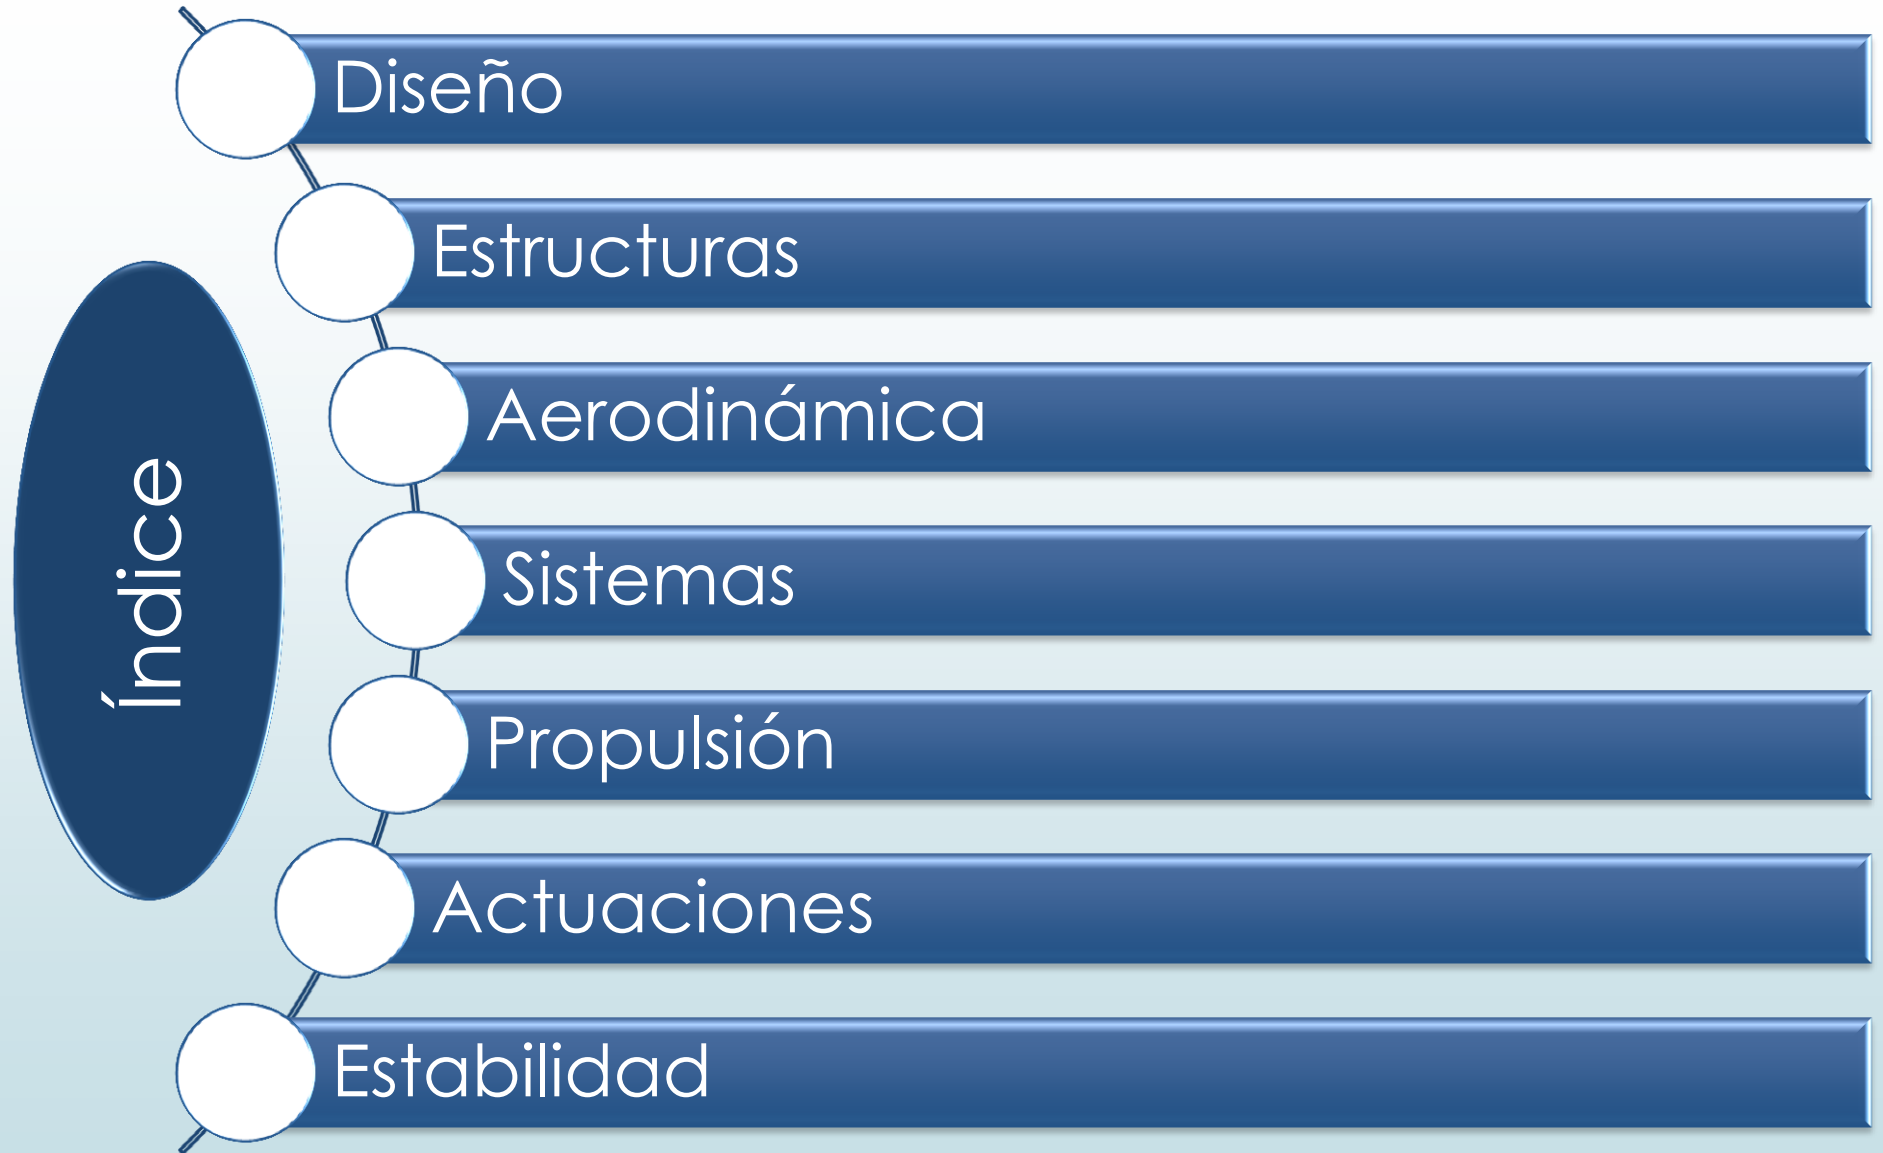 Índice
Diseño
Estructuras
Aerodinámica
Sistemas
Propulsión
Actuaciones
Estabilidad